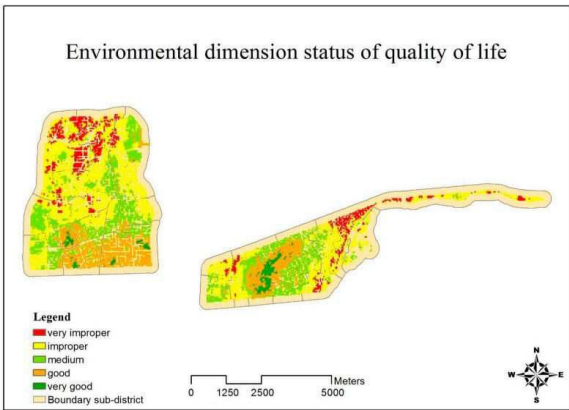 Environmental dimension status of quality of life
Legend
very improper
improper
medium
good
very good
Boundary sub-district
Meters
0 1250 2500 5000
N
W E
S